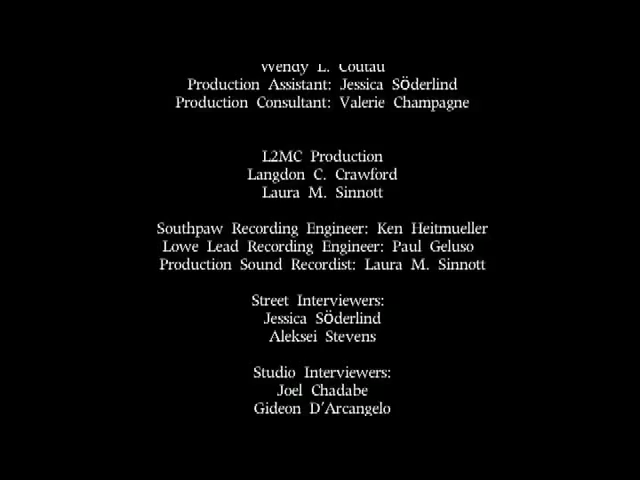 Wendy L. Coutau
Production Assistant: Jessica Söderlind
Production Consultant: Valerie Champagne
L2MC Production
Langdon C. Crawford
Laura M. Sinnott
Southpaw Recording Engineer: Ken Heitmueller
Lowe Lead Recording Engineer: Paul Geluso
Production Sound Recordist: Laura M. Sinnott
Street Interviewers:
Jessica Söderlind
Aleksei Stevens
Studio Interviewers:
Joel Chadabe
Gideon D'Arcangelo